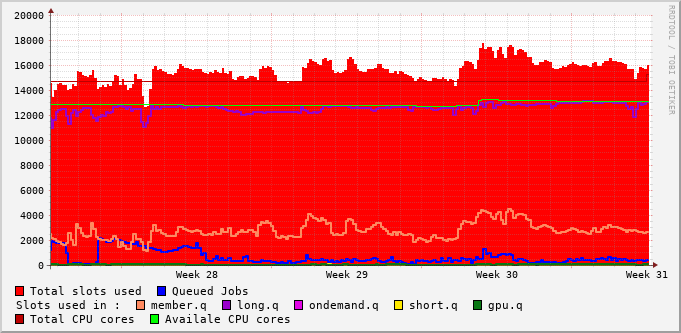 20000
18000
16000
14000
12000
10000
8000
6000
4000
2000
0
Week 28 Week 29 Week 30 Week 31
RRDTOOL / TOBI OETIKER
Total slots used Queued Jobs
Slots used in : member.q long.q ondemand.q short.q gpu.q
Total CPU cores Availale CPU cores